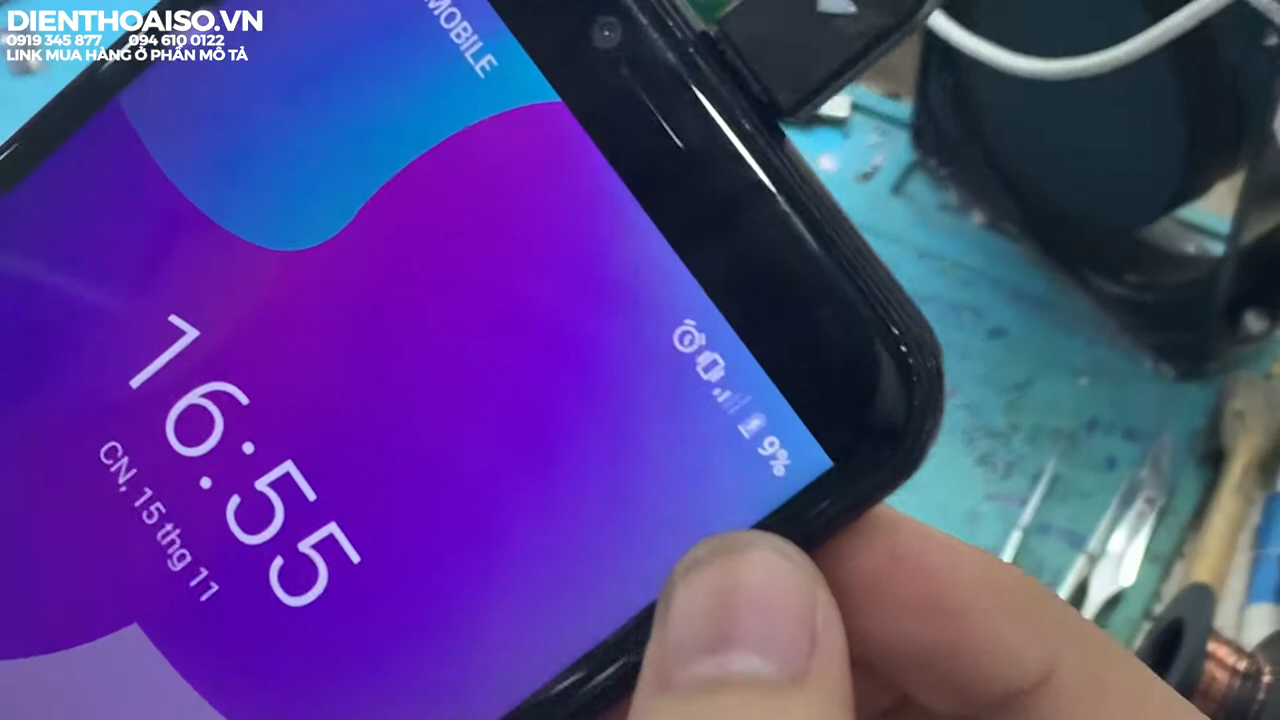 DIENTHOAISO.VN
0919 345 877 094 610 0122
LINK MUA HÀNG Ở PHẦN MÔ TẢ
MOBILE
9%
16:55
CN, 15 thg 11